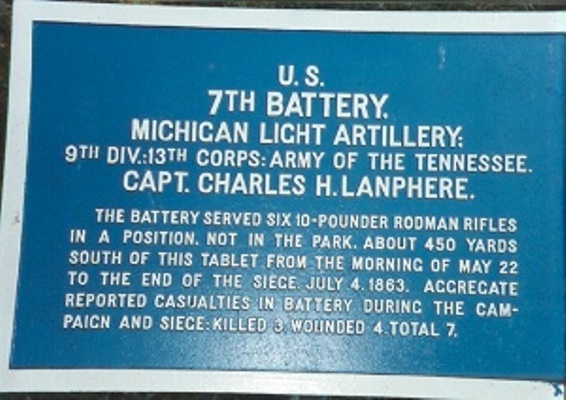 U. S.
7TH BATTERY,
MICHIGAN LIGHT ARTILLERY:
9TH DIV.:13TH CORPS: ARMY OF THE TENNESSEE.
CAPT. CHARLES H. LANPHERE.
THE BATTERY SERVED SIX 10-POUNDER RODMAN RIFLES
IN A POSITION, NOT IN THE PARK, ABOUT 450 YARDS
SOUTH OF THIS TABLET FROM THE MORNING OF MAY 22
TO THE END OF THE SIEGE, JULY 4, 1863. AGGREGATE
REPORTED CASUALTIES IN BATTERY DURING THE CAM-
PAIGN AND SIEGE: KILLED 3, WOUNDED 4, TOTAL 7.